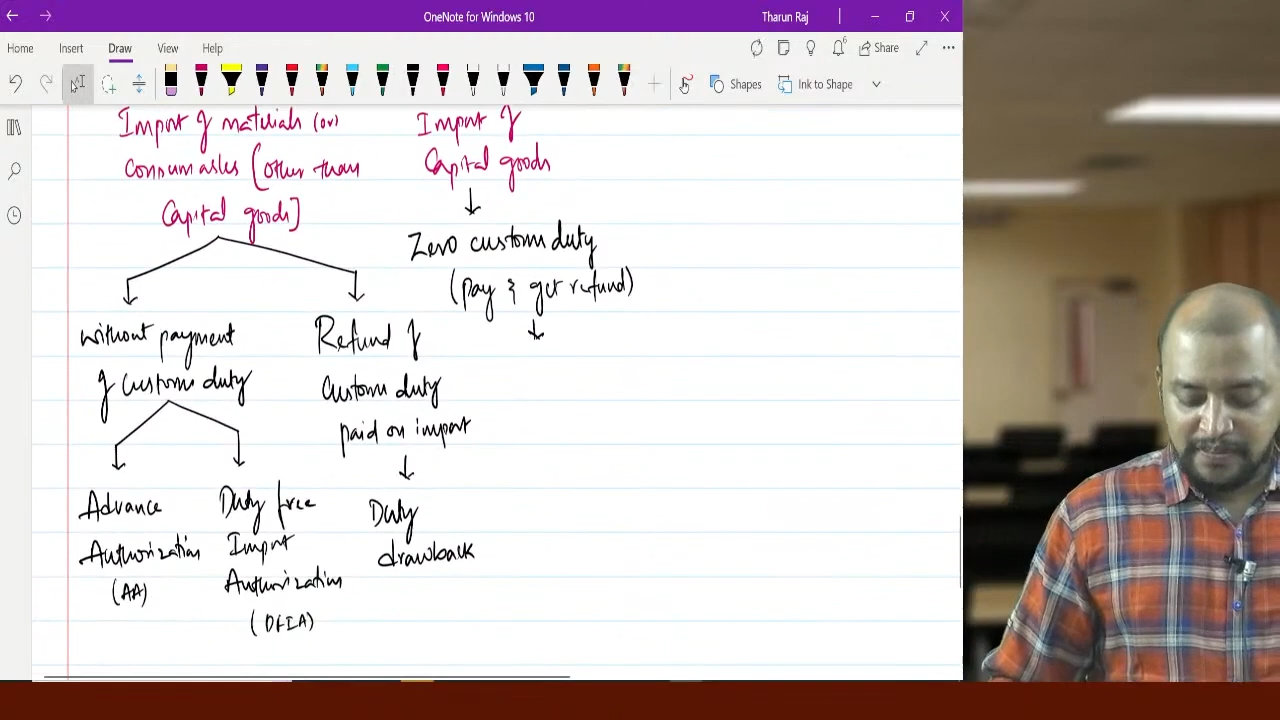 OneNote for Windows 10
Tharun Raj
Home Insert Draw View Help
6
Share
Shapes
Ink to Shape
Import of materials (or)
Consumables [other than
Capital goods]
Import of
Capital goods
Zero custom duty
(pay & get refund)
without payment
of customs duty
Refund of
Custom duty
paid on import
Advance
Authorization
(AA)
Duty free
Import
Authorization
(DFIA)
Duty
drawback